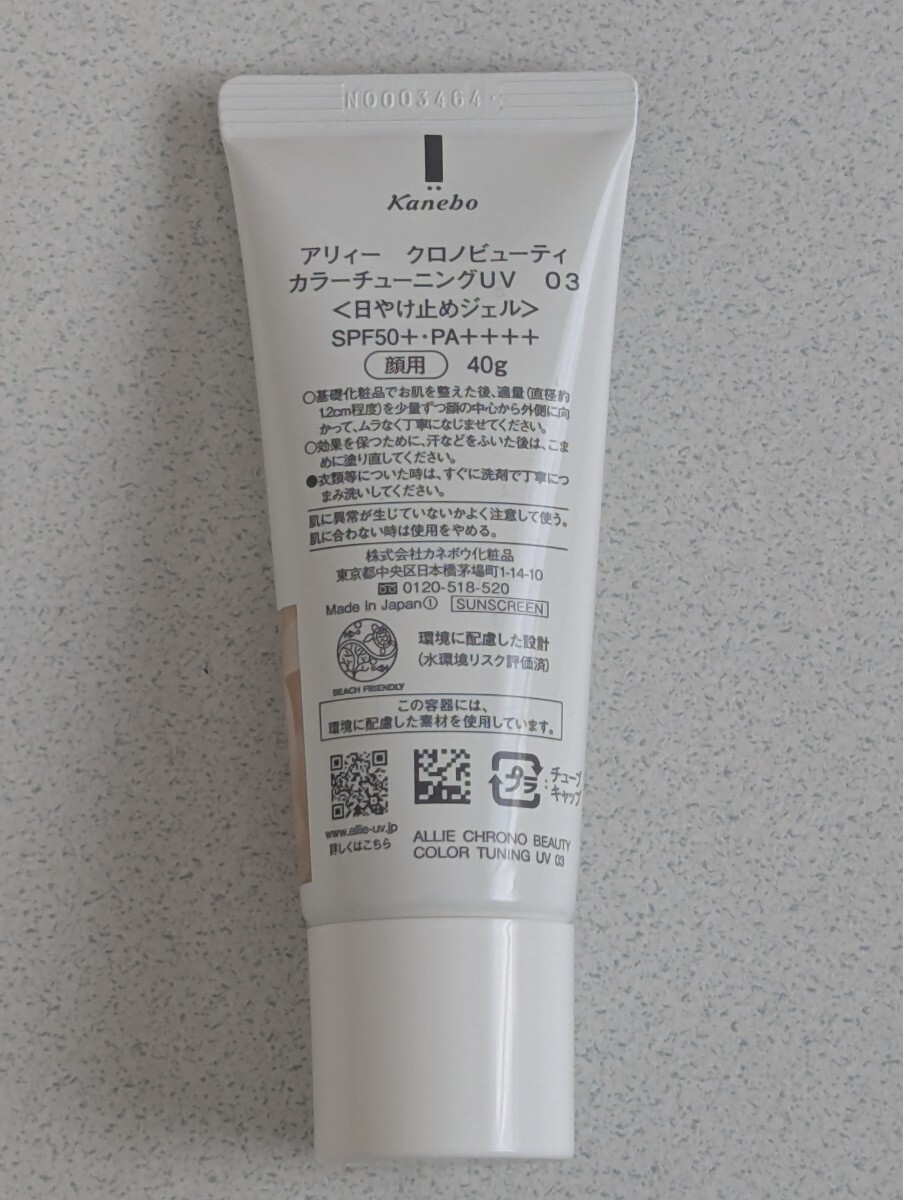 N0003464
Kanebo
アリィー　クロノビューティ
カラーチューニングUV　03
＜日やけ止めジェル＞
SPF50+・PA++++
顔用　40g
○基礎化粧品でお肌を整えた後、適量(直径約
1.2cm程度)を少量ずつ顔の中心から外側に向
かって、ムラなく丁寧になじませてください。
○効果を保つために、汗などをふいた後は、こま
めに塗り直してください。
●衣類等についた時は、すぐに洗剤で丁寧につ
まみ洗いしてください。
肌に異常が生じていないかよく注意して使う。
肌に合わない時は使用をやめる。
株式会社カネボウ化粧品
東京都中央区日本橋茅場町1-14-10
0120-518-520
Made in Japan① SUNSCREEN
環境に配慮した設計
(水環境リスク評価済)
BEACH FRIENDLY
この容器には、
環境に配慮した素材を使用しています。
プラ：チューブ
キャップ
www.allie-uv.jp
詳しくはこちら
ALLIE CHRONO BEAUTY
COLOR TUNING UV 03